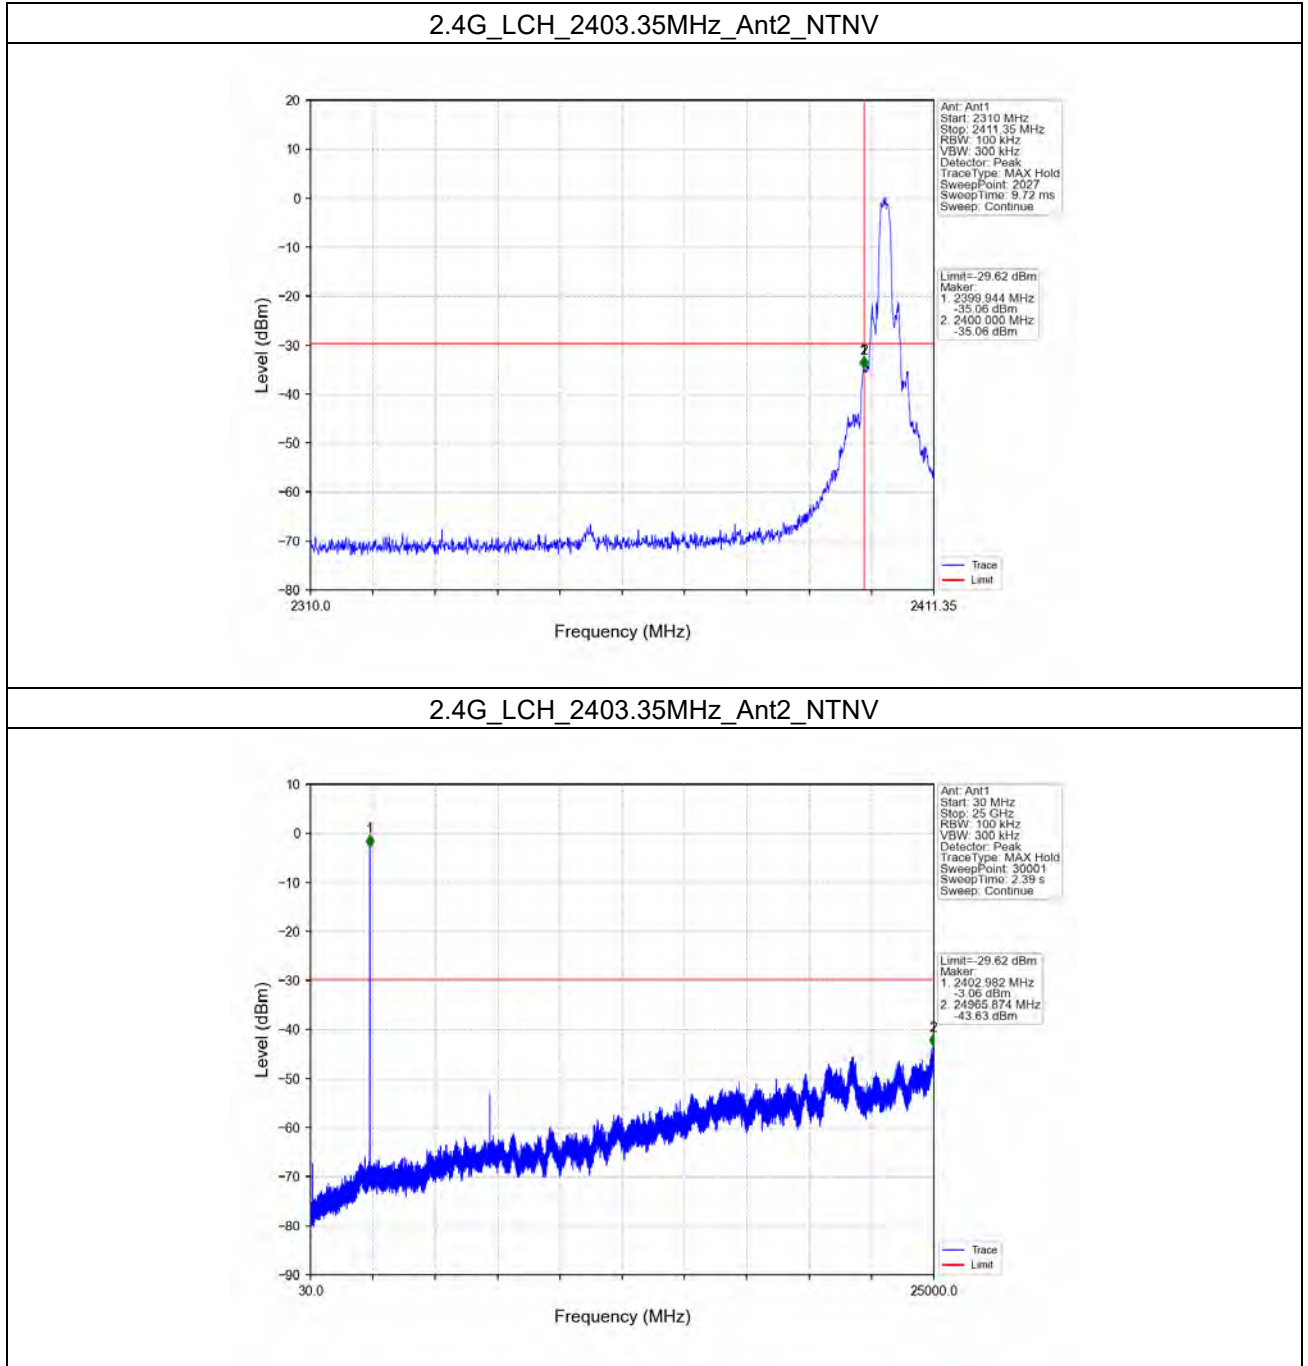 2.4G_LCH_2403.35MHz_Ant2_NTNV
20
10
0
−10
−20
−30
−40
−50
−60
−70
−80
Level (dBm)
2310.0
2411.35
Frequency (MHz)
2
Ant: Ant1
Start: 2310 MHz
Stop: 2411.35 MHz
RBW: 100 kHz
VBW: 300 kHz
Detector: Peak
TraceType: MAX Hold
SweepPoint: 2027
SweepTime: 9.72 ms
Sweep: Continue
Limit=-29.62 dBm
Maker:
1. 2399.944 MHz
-35.06 dBm
2. 2400.000 MHz
-35.06 dBm
Trace
Limit
2.4G_LCH_2403.35MHz_Ant2_NTNV
10
0
−10
−20
−30
−40
−50
−60
−70
−80
−90
Level (dBm)
30.0
25000.0
Frequency (MHz)
1
2
Ant: Ant1
Start: 30 MHz
Stop: 25 GHz
RBW: 100 kHz
VBW: 300 kHz
Detector: Peak
TraceType: MAX Hold
SweepPoint: 30001
SweepTime: 2.39 s
Sweep: Continue
Limit=-29.62 dBm
Maker:
1. 2402.982 MHz
-3.06 dBm
2. 24965.874 MHz
-43.63 dBm
Trace
Limit